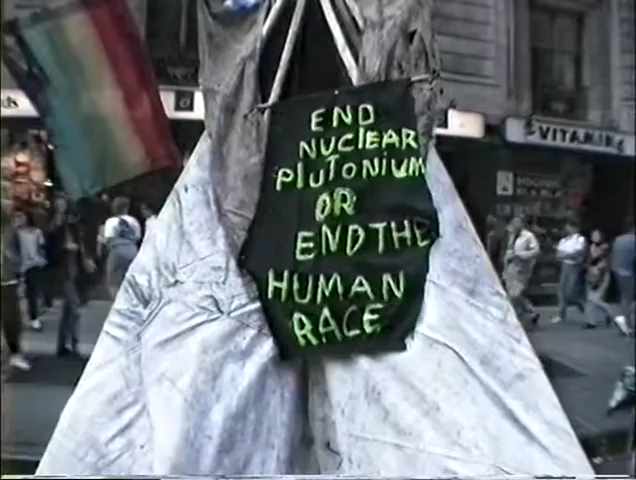 END
NUCLEAR
PLUTONIUM
OR
END THE
HUMAN
RACE
VITAMINS